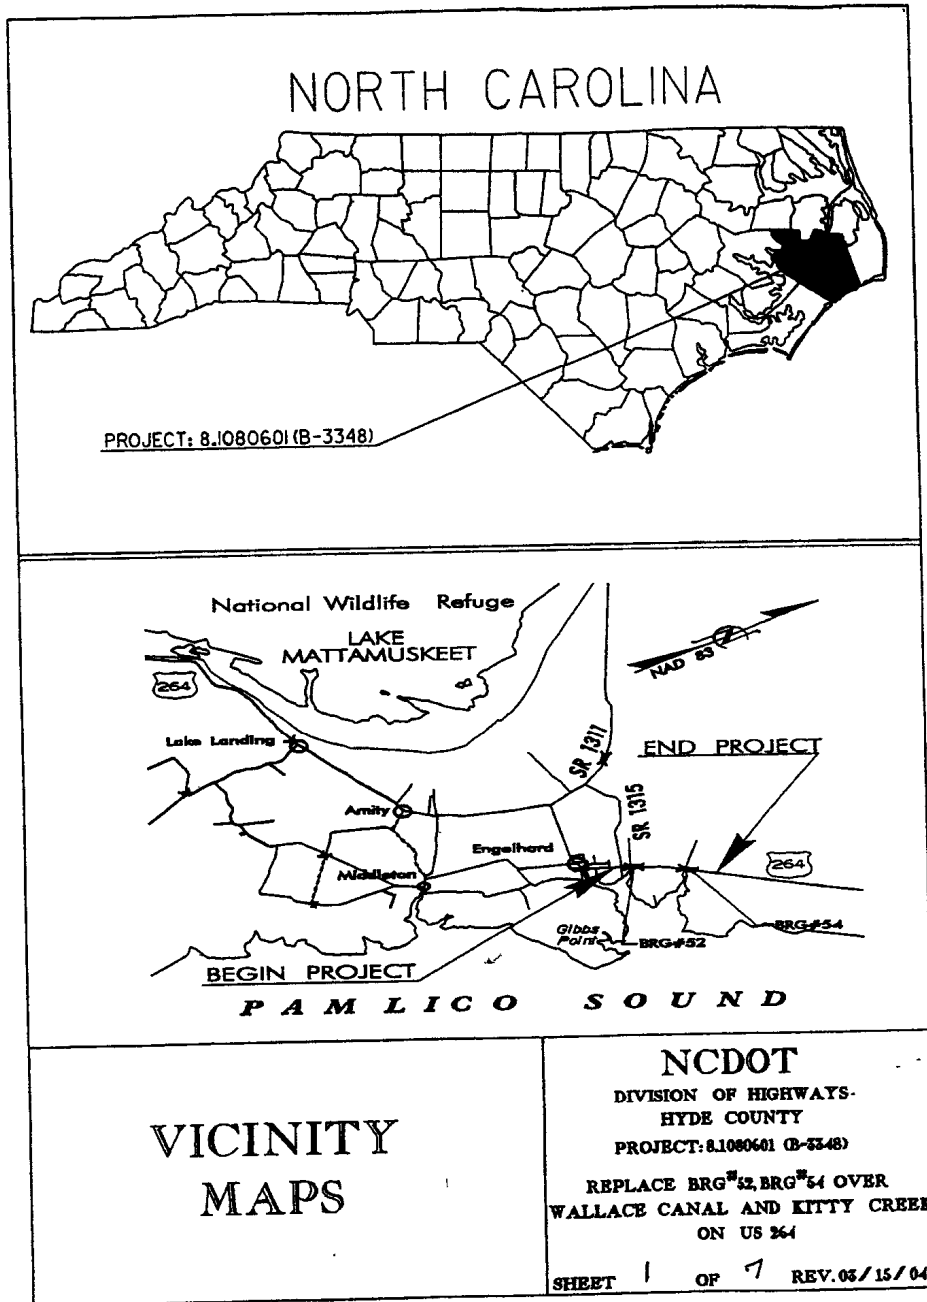 NORTH CAROLINA
PROJECT: 8.1080601 (B-3348)
National Wildlife Refuge
LAKE
MATTAMUSKEET
NAD 83
264
Lake Landing
SR 1311
END PROJECT
SR 1315
Amity
Engelhard
264
Middleton
Gibbs
Point
BRG#54
BRG#52
BEGIN PROJECT
PAMLICO SOUND
VICINITY
MAPS
NCDOT
DIVISION OF HIGHWAYS-
HYDE COUNTY
PROJECT: 8.1080601 (B-3348)
REPLACE BRG#52, BRG#54 OVER
WALLACE CANAL AND KITTY CREEK
ON US 264
SHEET 1 OF 7 REV. 03/15/04